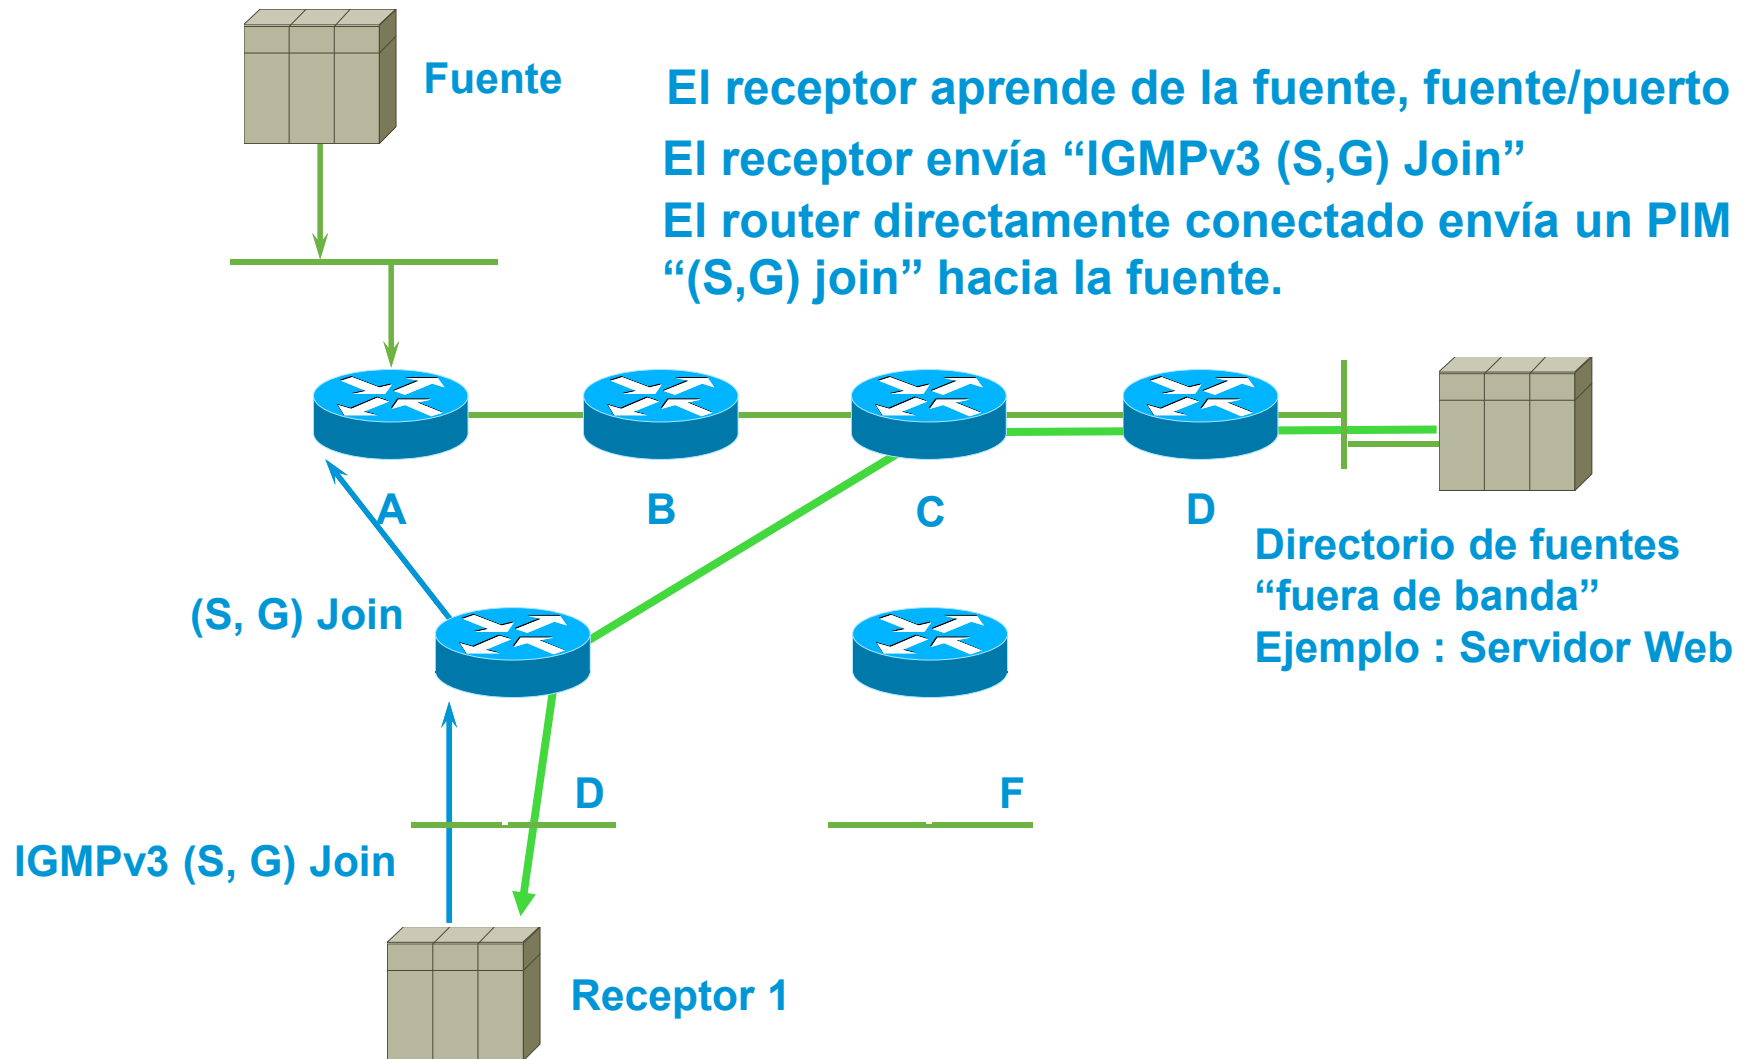 Fuente
El receptor aprende de la fuente, fuente/puerto
El receptor envía “IGMPv3 (S,G) Join”
El router directamente conectado envía un PIM
“(S,G) join” hacia la fuente.
A
B
C
D
Directorio de fuentes
“fuera de banda”
Ejemplo : Servidor Web
(S, G) Join
D
F
IGMPv3 (S, G) Join
Receptor 1